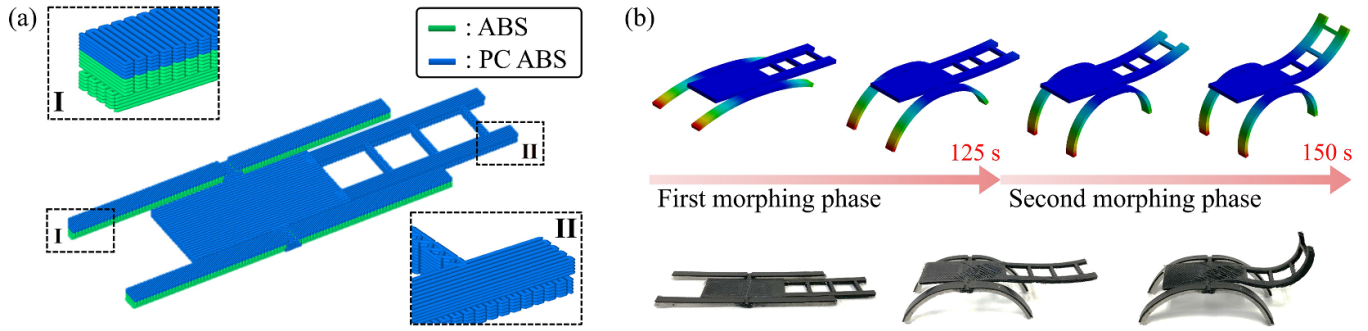 (a)
I
: ABS
: PC ABS
II
I
II
(b)
125 s
150 s
First morphing phase
Second morphing phase